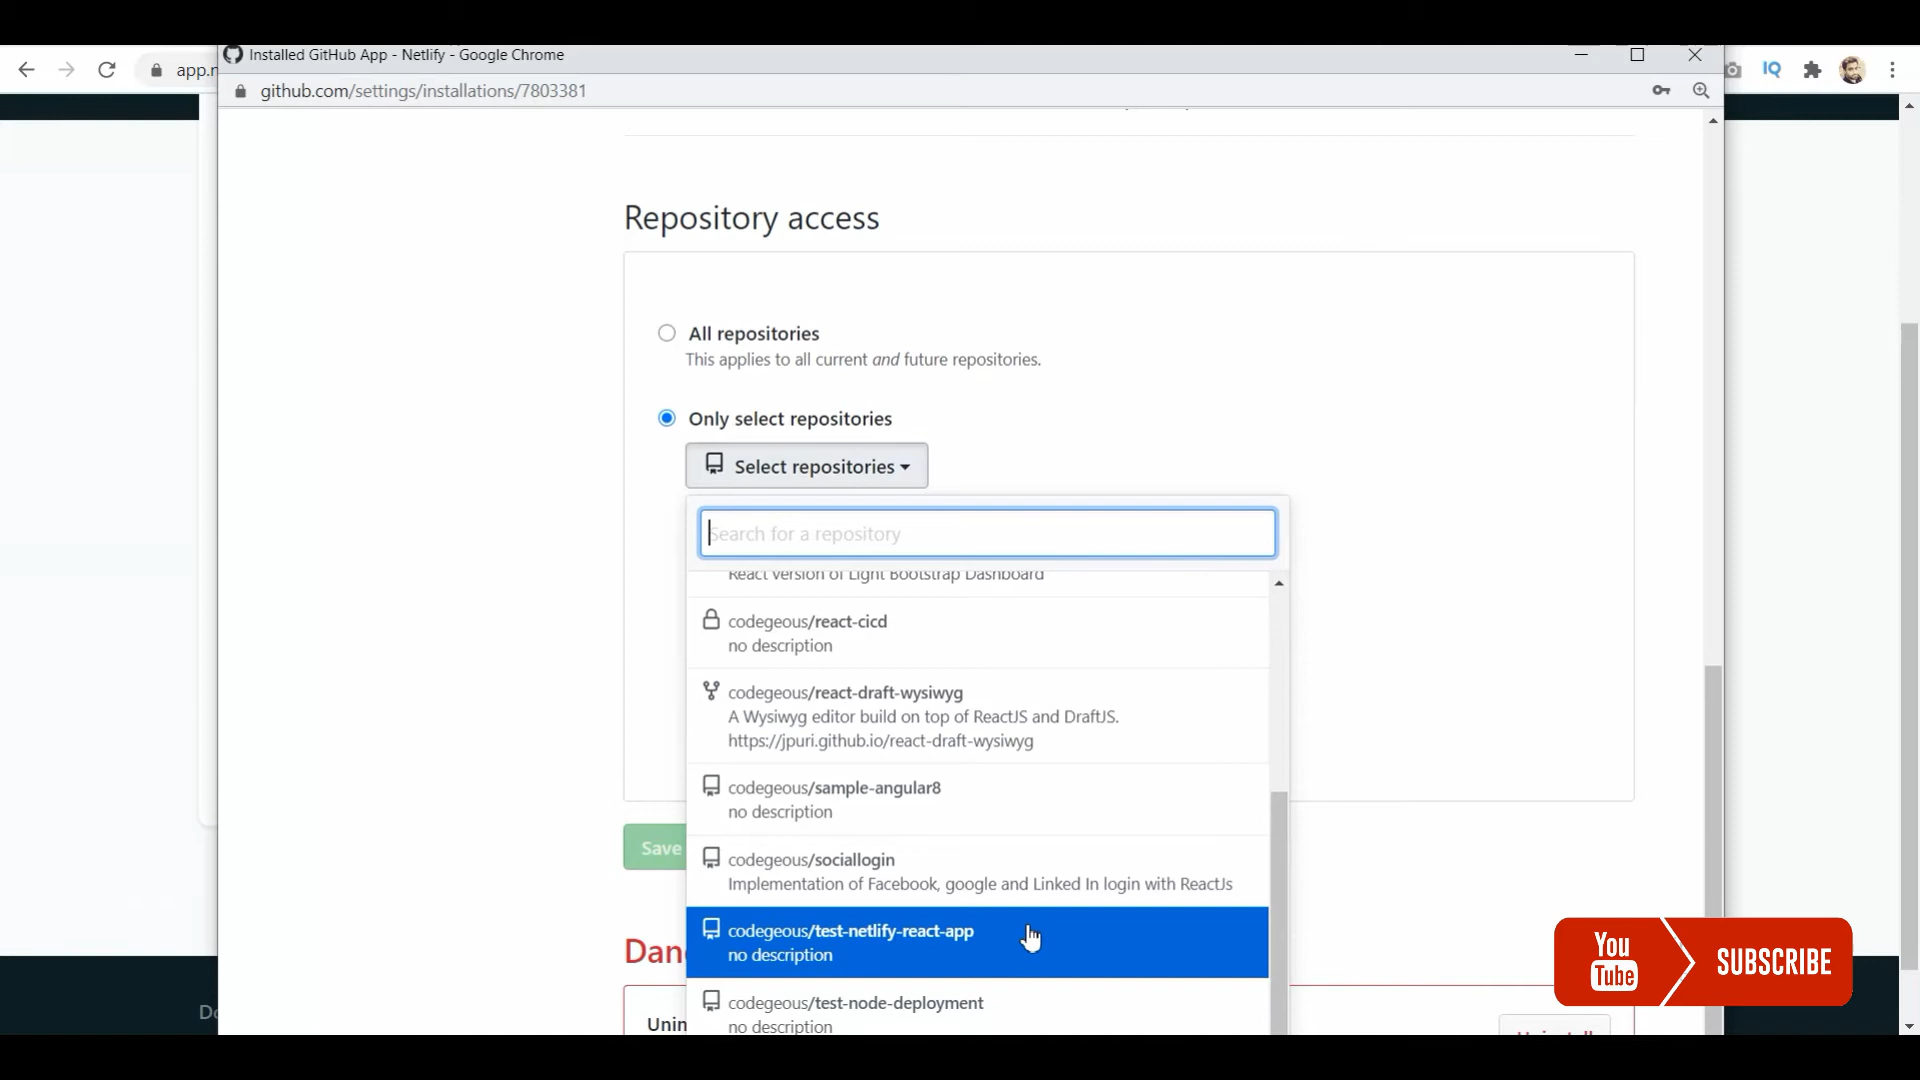 Installed GitHub App - Netlify - Google Chrome
app.n
IQ
github.com/settings/installations/7803381
Repository access
All repositories
This applies to all current and future repositories.
Only select repositories
Select repositories
Search for a repository
React version of Light Bootstrap Dashboard
codegeous/react-cicd
no description
codegeous/react-draft-wysiwyg
A Wysiwyg editor build on top of ReactJS and DraftJS.
https://jpuri.github.io/react-draft-wysiwyg
codegeous/sample-angular8
no description
Save
codegeous/sociallogin
Implementation of Facebook, google and Linked In login with ReactJs
codegeous/test-netlify-react-app
no description
Dan
You
Tube
SUBSCRIBE
codegeous/test-node-deployment
no description
Do
Unin
Uninstall